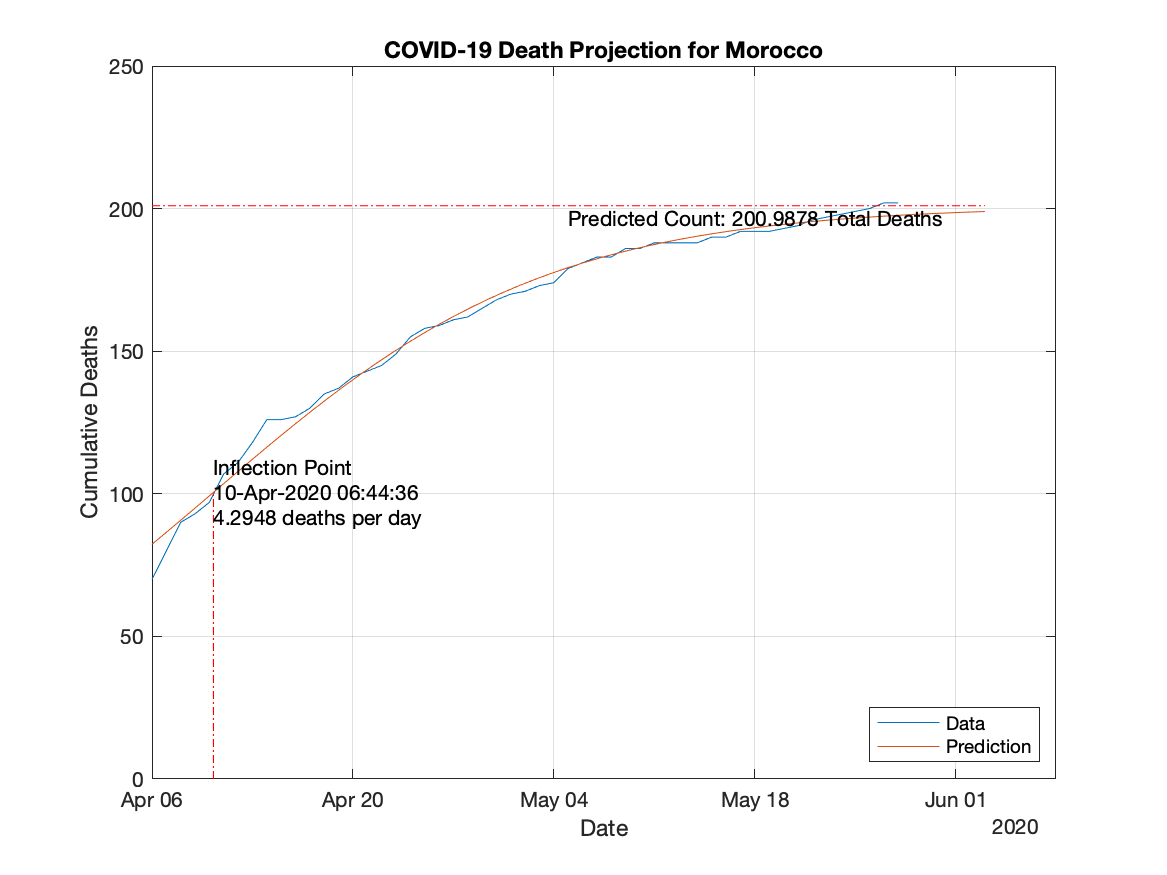 COVID-19 Death Projection for Morocco
250
200
150
100
50
0
Cumulative Deaths
Predicted Count: 200.9878 Total Deaths
Inflection Point
10-Apr-2020 06:44:36
4.2948 deaths per day
Data
Prediction
Apr 06
Apr 20
May 04
May 18
Jun 01
Date
2020